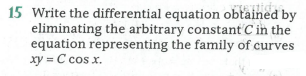 15 Write the differential equation obtained by
eliminating the arbitrary constant C in the
equation representing the family of curves
xy = C cos x.